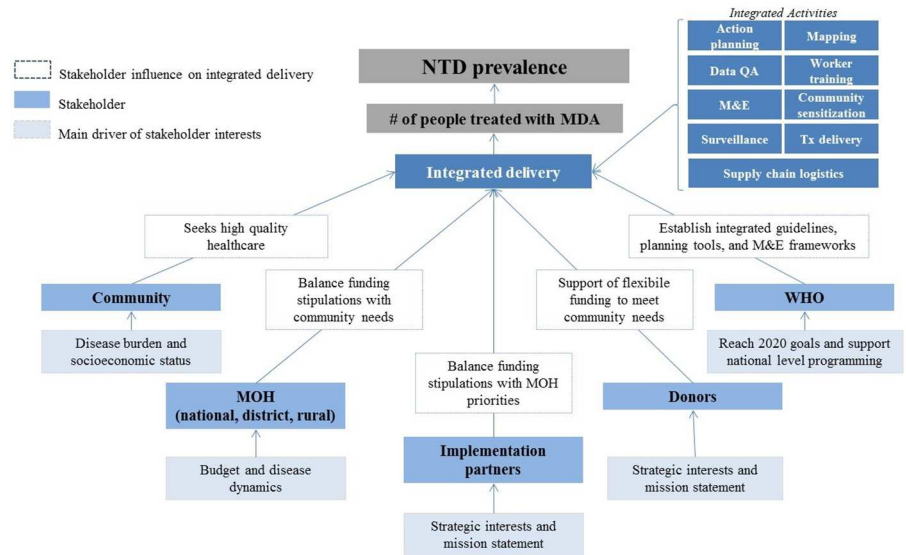 Integrated Activities
Action
planning
Mapping
Data QA
Worker
training
M&E
Community
sensitization
Surveillance
Tx delivery
Supply chain logistics
Stakeholder influence on integrated delivery
Stakeholder
Main driver of stakeholder interests
NTD prevalence
# of people treated with MDA
Integrated delivery
Seeks high quality
healthcare
Balance funding
stipulations with
community needs
Balance funding
stipulations with MOH
priorities
Support of flexibile
funding to meet
community needs
Establish integrated guidelines,
planning tools, and M&E frameworks
Community
Disease burden and
socioeconomic status
MOH
(national, district, rural)
Budget and disease
dynamics
Implementation
partners
Strategic interests and
mission statement
Donors
Strategic interests and
mission statement
WHO
Reach 2020 goals and support
national level programming